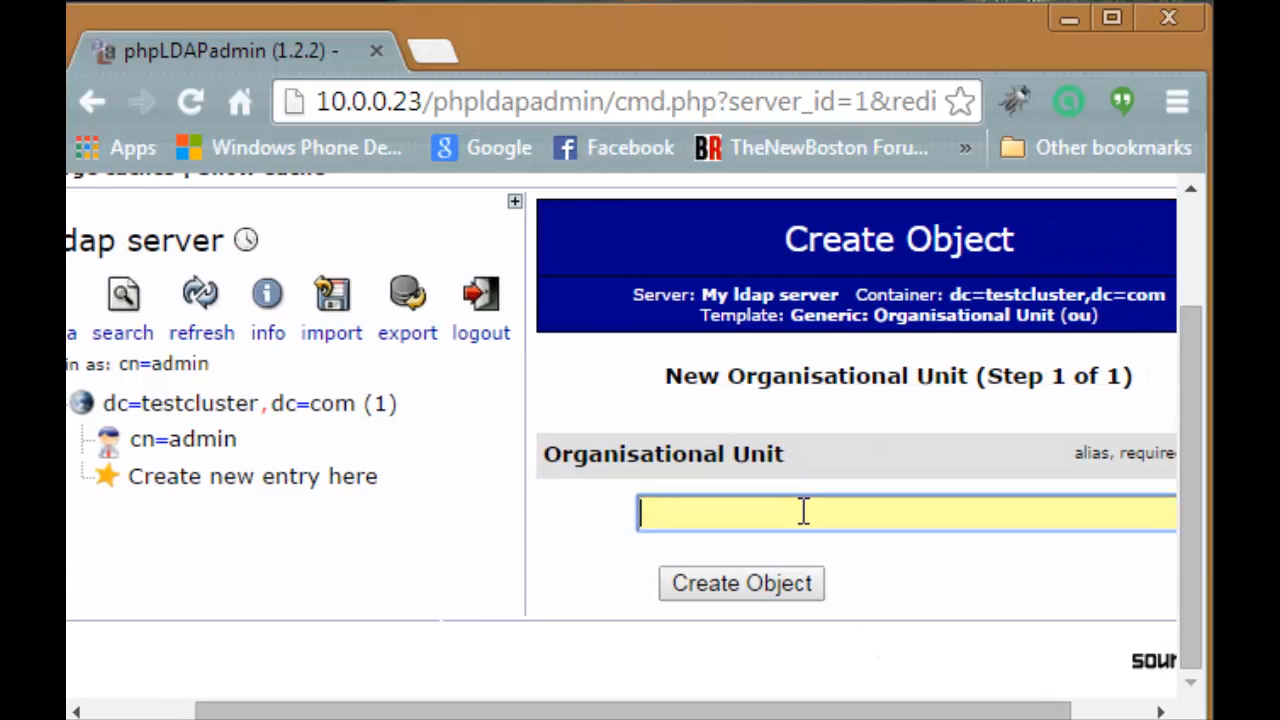 phpLDAPadmin (1.2.2) -
10.0.0.23/phpldapadmin/cmd.php?server_id=1&redi
Apps Windows Phone De... Google Facebook TheNewBoston Foru... » Other bookmarks
ldap server
search refresh info import export logout
in as: cn=admin
dc=testcluster,dc=com (1)
cn=admin
Create new entry here
Create Object
Server: My ldap server Container: dc=testcluster,dc=com
Template: Generic: Organisational Unit (ou)
New Organisational Unit (Step 1 of 1)
Organisational Unit alias, require
Create Object
sour